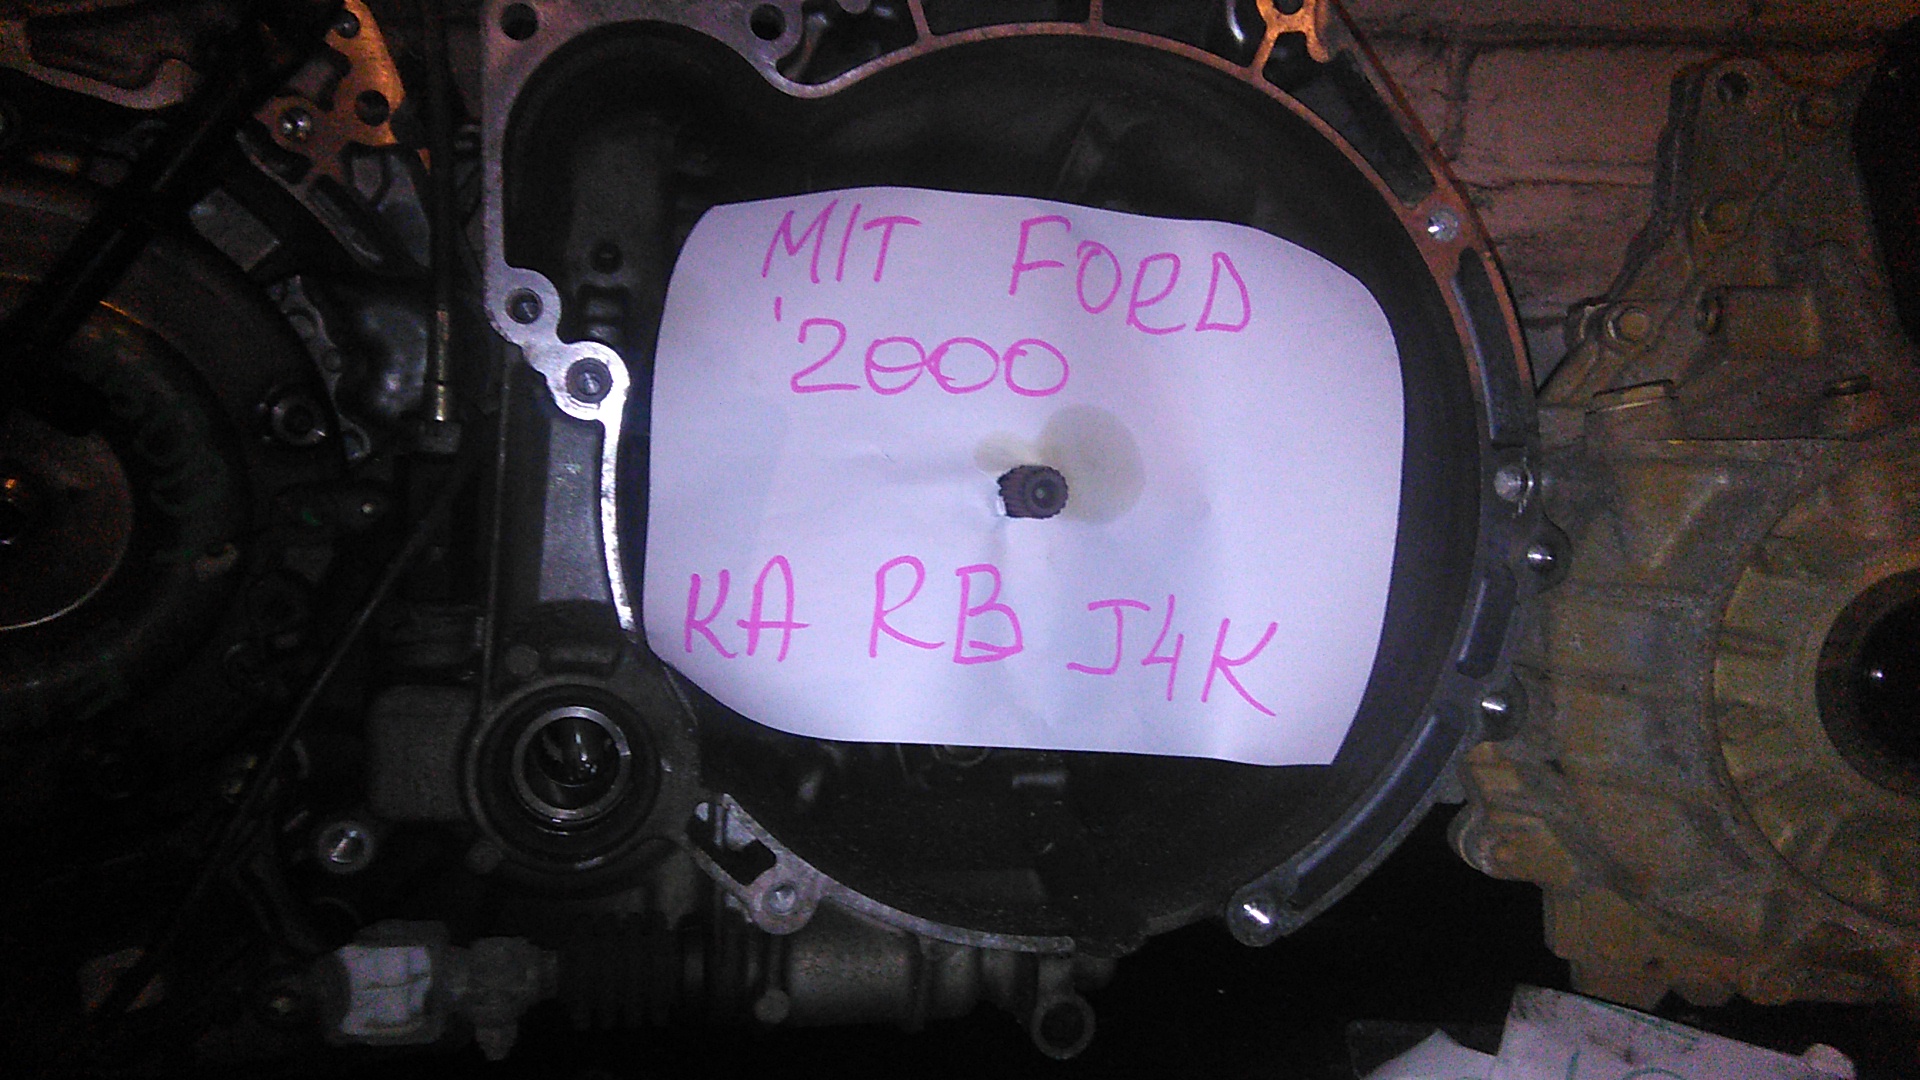 MIT FORD
'2000
KA RB J4K